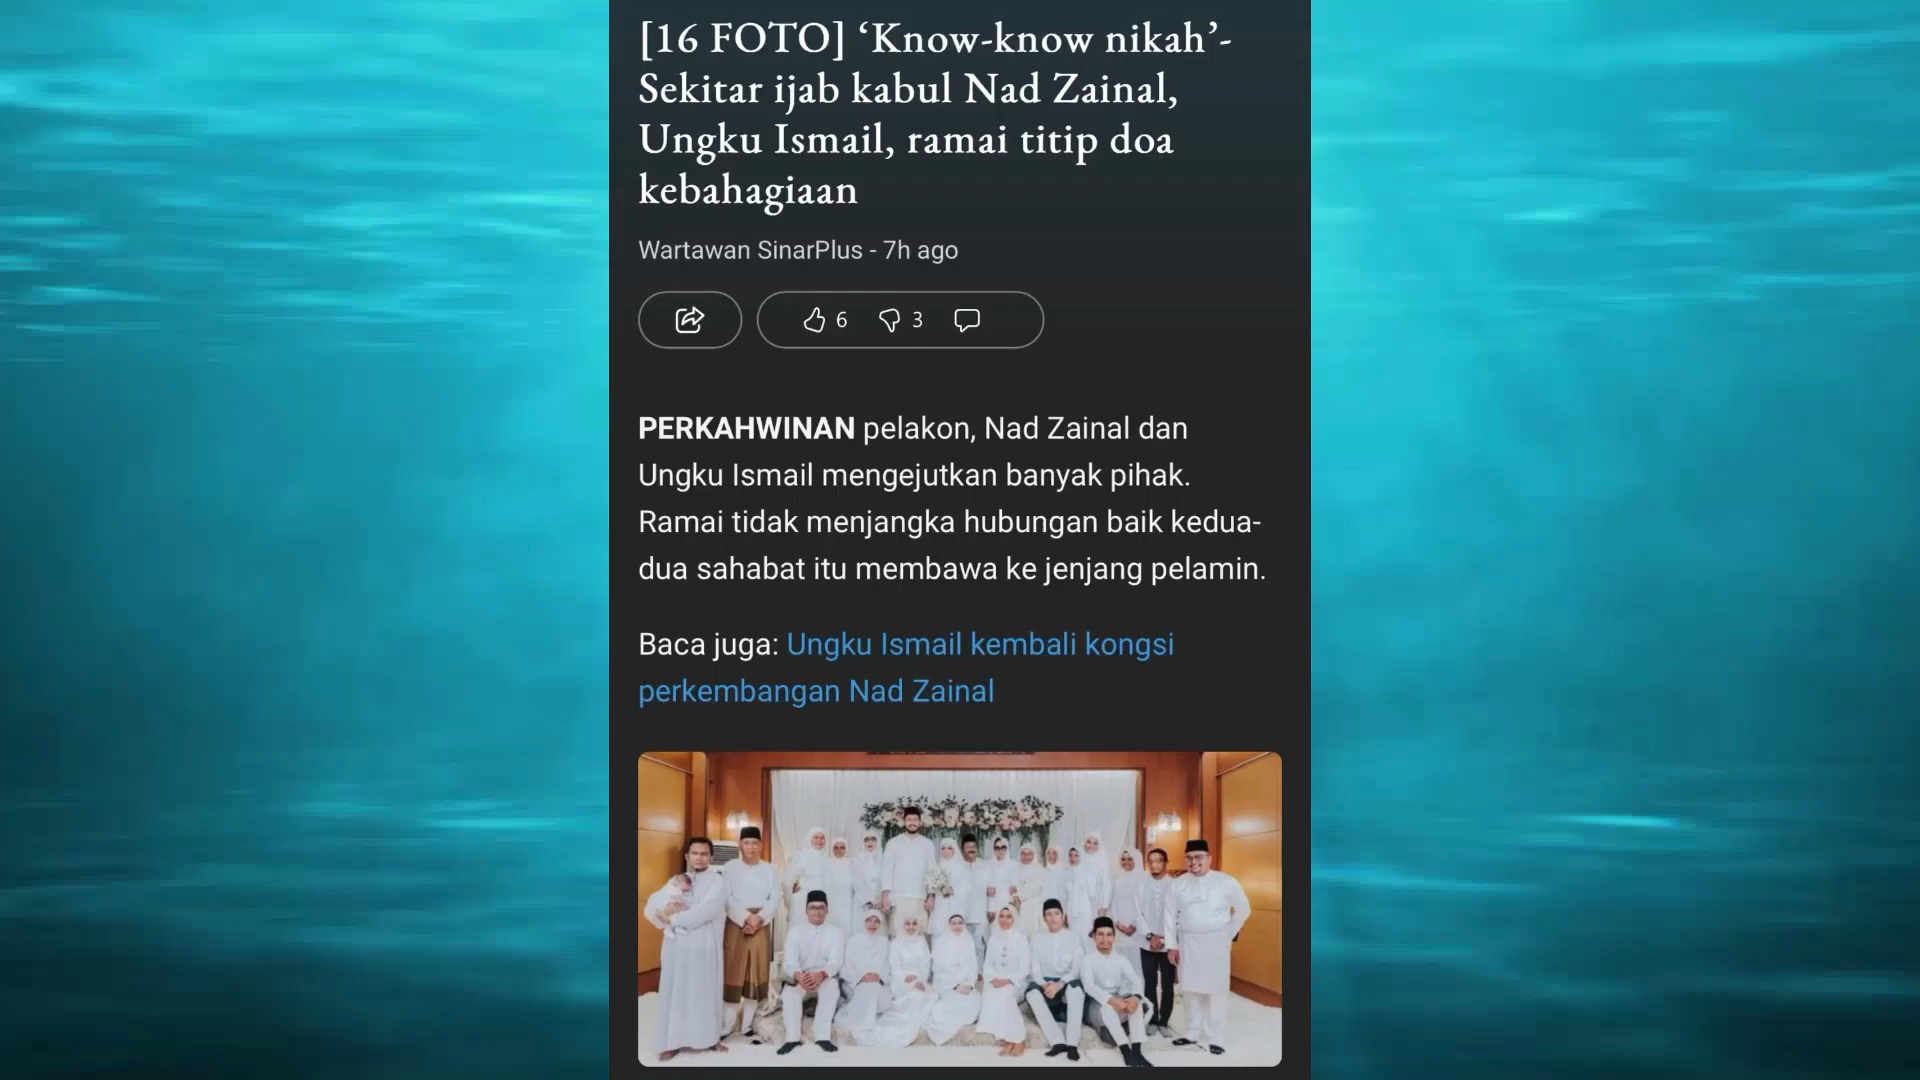 [16 FOTO] ‘Know-know nikah’-
Sekitar ijab kabul Nad Zainal,
Ungku Ismail, ramai titip doa
kebahagiaan
Wartawan SinarPlus - 7h ago
6 3
PERKAHWINAN pelakon, Nad Zainal dan
Ungku Ismail mengejutkan banyak pihak.
Ramai tidak menjangka hubungan baik kedua-
dua sahabat itu membawa ke jenjang pelamin.
Baca juga: Ungku Ismail kembali kongsi
perkembangan Nad Zainal